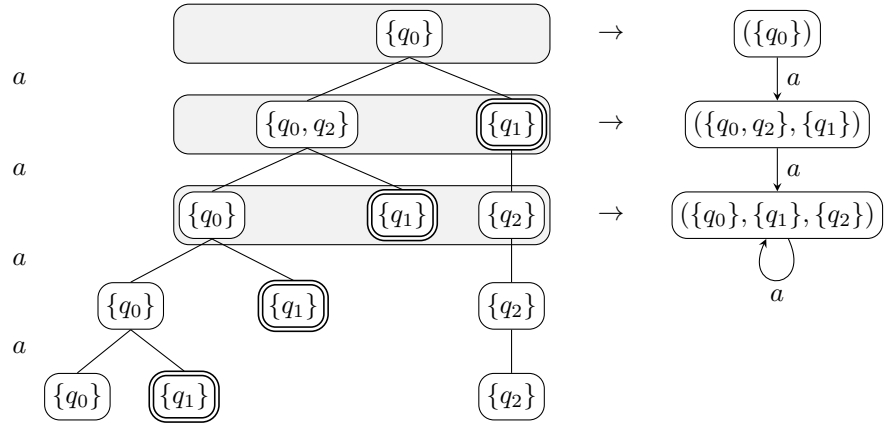 {q₀} → ({q₀})
a a
{q₀, q₂} {q₁} → ({q₀, q₂}, {q₁})
a a
{q₀} {q₁} {q₂} → ({q₀}, {q₁}, {q₂})
a
a
{q₀} {q₁} {q₂}
a
{q₀} {q₁} {q₂}